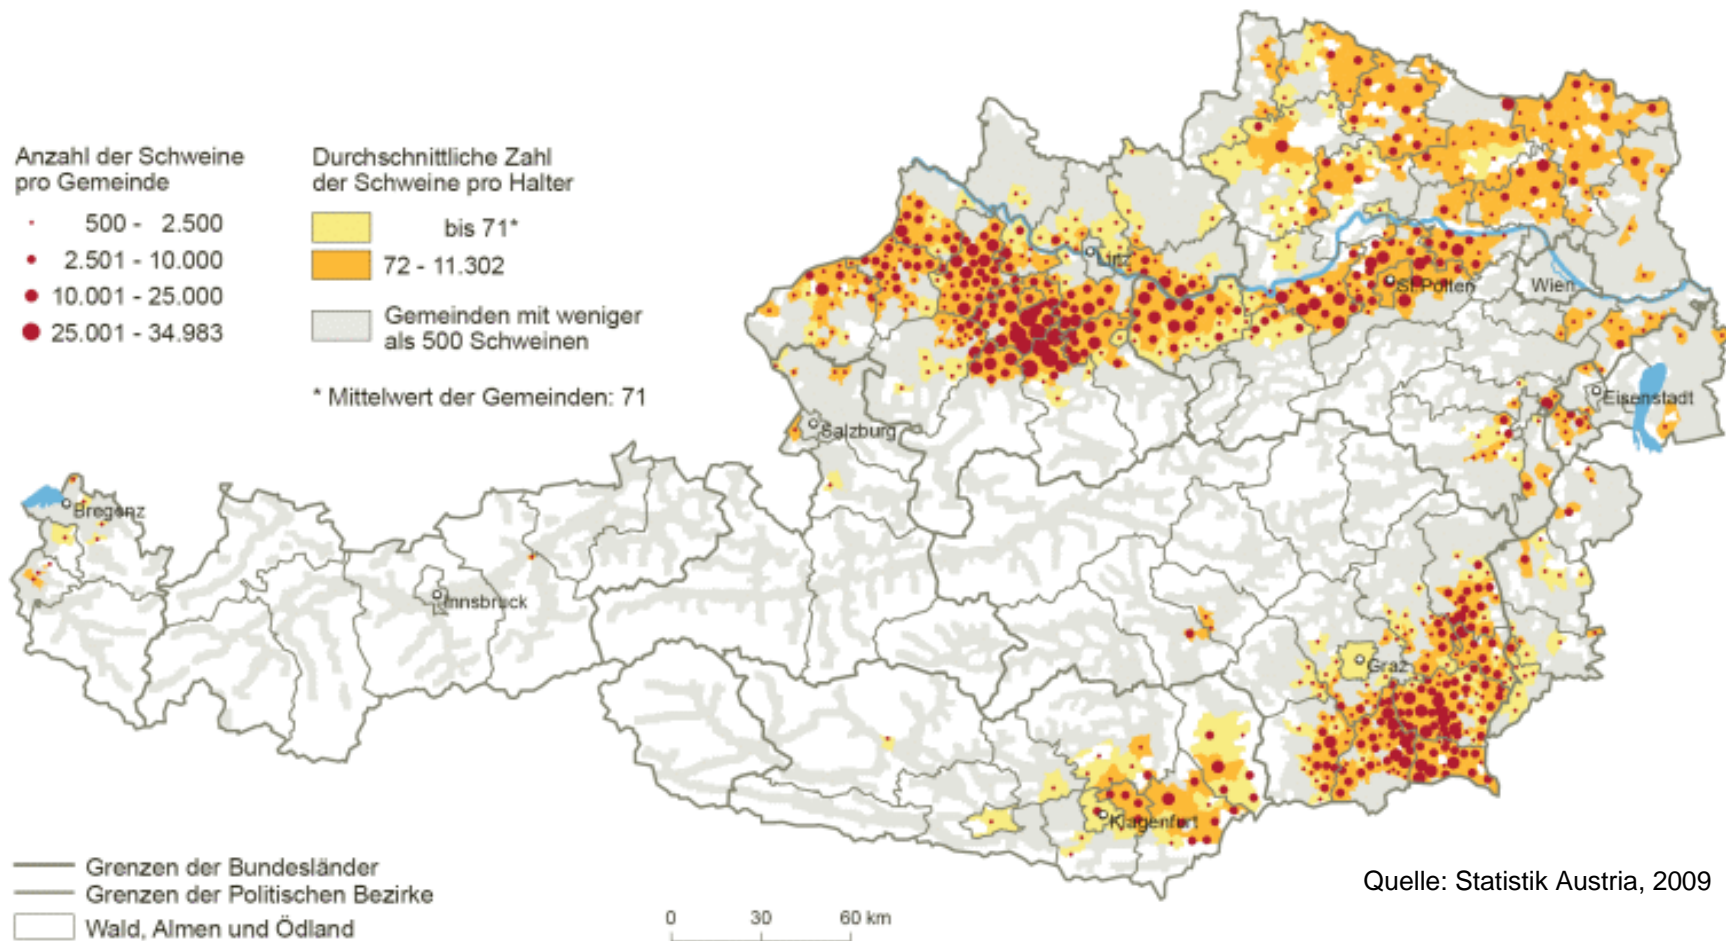 Anzahl der Schweine
pro Gemeinde
500 - 2.500
2.501 - 10.000
10.001 - 25.000
25.001 - 34.983
Durchschnittliche Zahl
der Schweine pro Halter
bis 71*
72 - 11.302
Gemeinden mit weniger
als 500 Schweinen
* Mittelwert der Gemeinden: 71
Linz
St.Pölten
Wien
Eisenstadt
Salzburg
Bregenz
Innsbruck
Graz
Klagenfurt
Grenzen der Bundesländer
Grenzen der Politischen Bezirke
Wald, Almen und Ödland
0 30 60 km
Quelle: Statistik Austria, 2009